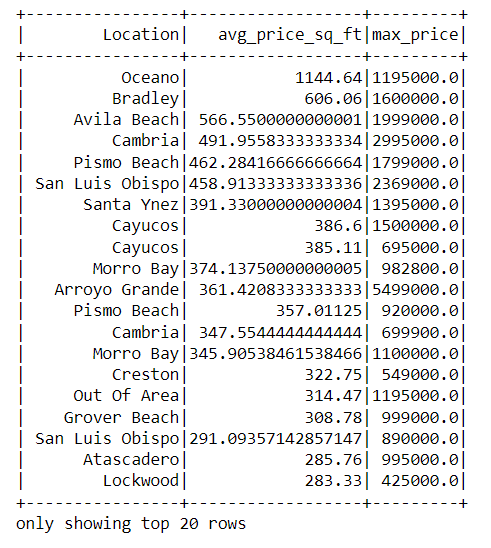 +----------------+------------------+---------+
|        Location|   avg_price_sq_ft|max_price|
+----------------+------------------+---------+
|          Oceano|           1144.64|1195000.0|
|         Bradley|            606.06|1600000.0|
|     Avila Beach| 566.5500000000001|1999000.0|
|         Cambria| 491.9558333333334|2995000.0|
|     Pismo Beach|462.28416666666664|1799000.0|
| San Luis Obispo|458.91333333333336|2369000.0|
|      Santa Ynez|391.33000000000004|1395000.0|
|         Cayucos|             386.6|1500000.0|
|         Cayucos|            385.11| 695000.0|
|       Morro Bay|374.13750000000005| 982800.0|
|   Arroyo Grande| 361.4208333333333|5499000.0|
|     Pismo Beach|         357.01125| 920000.0|
|         Cambria| 347.5544444444444| 699900.0|
|       Morro Bay|345.90538461538466|1100000.0|
|         Creston|            322.75| 549000.0|
|     Out Of Area|            314.47|1195000.0|
|    Grover Beach|            308.78| 999000.0|
| San Luis Obispo|291.09357142857147| 890000.0|
|      Atascadero|            285.76| 995000.0|
|        Lockwood|            283.33| 425000.0|
+----------------+------------------+---------+
only showing top 20 rows